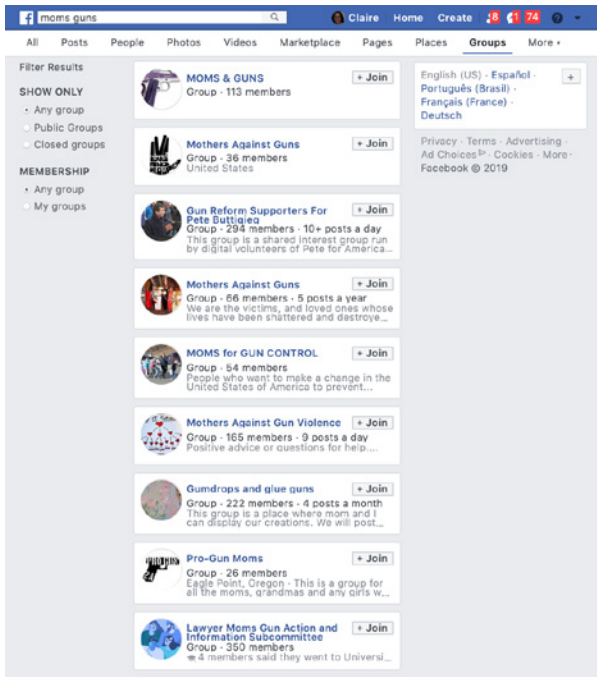 moms guns
Claire Home Create 8 1 74
All Posts People Photos Videos Marketplace Pages Places Groups More
Filter Results
SHOW ONLY
Any group
Public Groups
Closed groups
MEMBERSHIP
Any group
My groups
MOMS & GUNS
+ Join
Group · 113 members
Mothers Against Guns
+ Join
Group · 36 members
United States
Gun Reform Supporters For
Pete Buttigieg
+ Join
Group · 294 members · 10+ posts a day
This group is a shared interest group run
by digital volunteers of Pete for America...
Mothers Against Guns
+ Join
Group · 66 members · 5 posts a year
We are the victims, and loved ones whose
lives have been shattered and destroye...
MOMS for GUN CONTROL
+ Join
Group · 54 members
People who want to make a change in the
United States of America to prevent...
Mothers Against Gun Violence
+ Join
Group · 165 members · 9 posts a day
Positive advice or questions for help....
Gumdrops and glue guns
+ Join
Group · 222 members · 4 posts a month
This group is a place where mom and I
can display our creations. We will post...
PRO GUN
Pro-Gun Moms
+ Join
Group · 26 members
Eagle Point, Oregon · This is a group for
all the moms, grandmas and any girls w...
Lawyer Moms Gun Action and
Information Subcommittee
+ Join
Group · 350 members
4 members said they went to Universi...
English (US) · Español ·
Português (Brasil) ·
Français (France) ·
Deutsch
+
Privacy · Terms · Advertising ·
Ad Choices · Cookies · More ·
Facebook © 2019